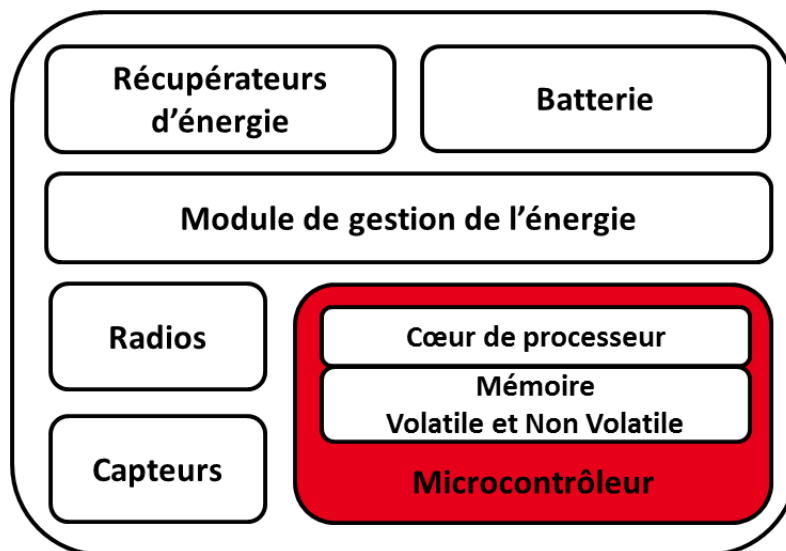 Récupérateurs
d’énergie
Batterie
Module de gestion de l’énergie
Radios
Cœur de processeur
Mémoire
Volatile et Non Volatile
Capteurs
Microcontrôleur